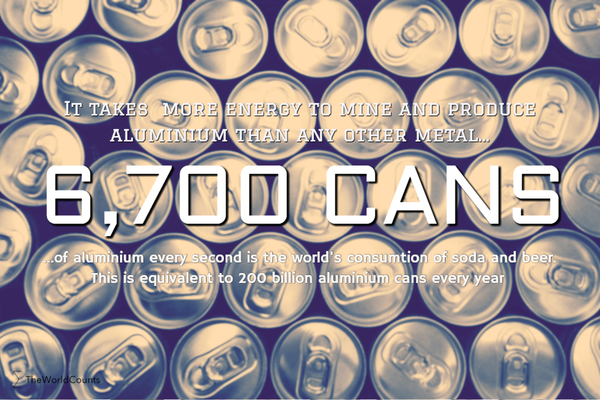 It takes more energy to mine and produce
aluminium than any other metal...
6,700 CANS
...of aluminium every second is the world's consumtion of soda and beer.
This is equivalent to 200 billion aluminium cans every year
TheWorldCounts